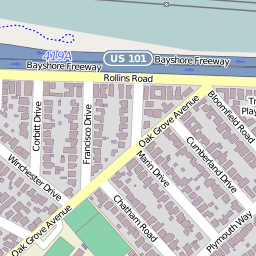 419A
US 101
Bayshore Freeway
Bayshore Freeway
Rollins Road
Corbitt Drive
Francisco Drive
Oak Grove Avenue
Bloomfield Road
Winchester Drive
Marin Drive
Cumberland Drive
Chatham Road
Plymouth Way
Oak Grove Avenue